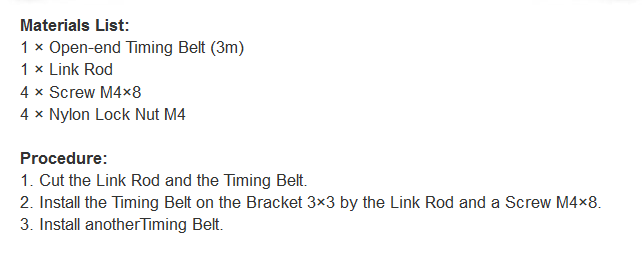 Materials List:
1 × Open-end Timing Belt (3m)
1 × Link Rod
4 × Screw M4×8
4 × Nylon Lock Nut M4
Procedure:
1. Cut the Link Rod and the Timing Belt.
2. Install the Timing Belt on the Bracket 3×3 by the Link Rod and a Screw M4×8.
3. Install anotherTiming Belt.